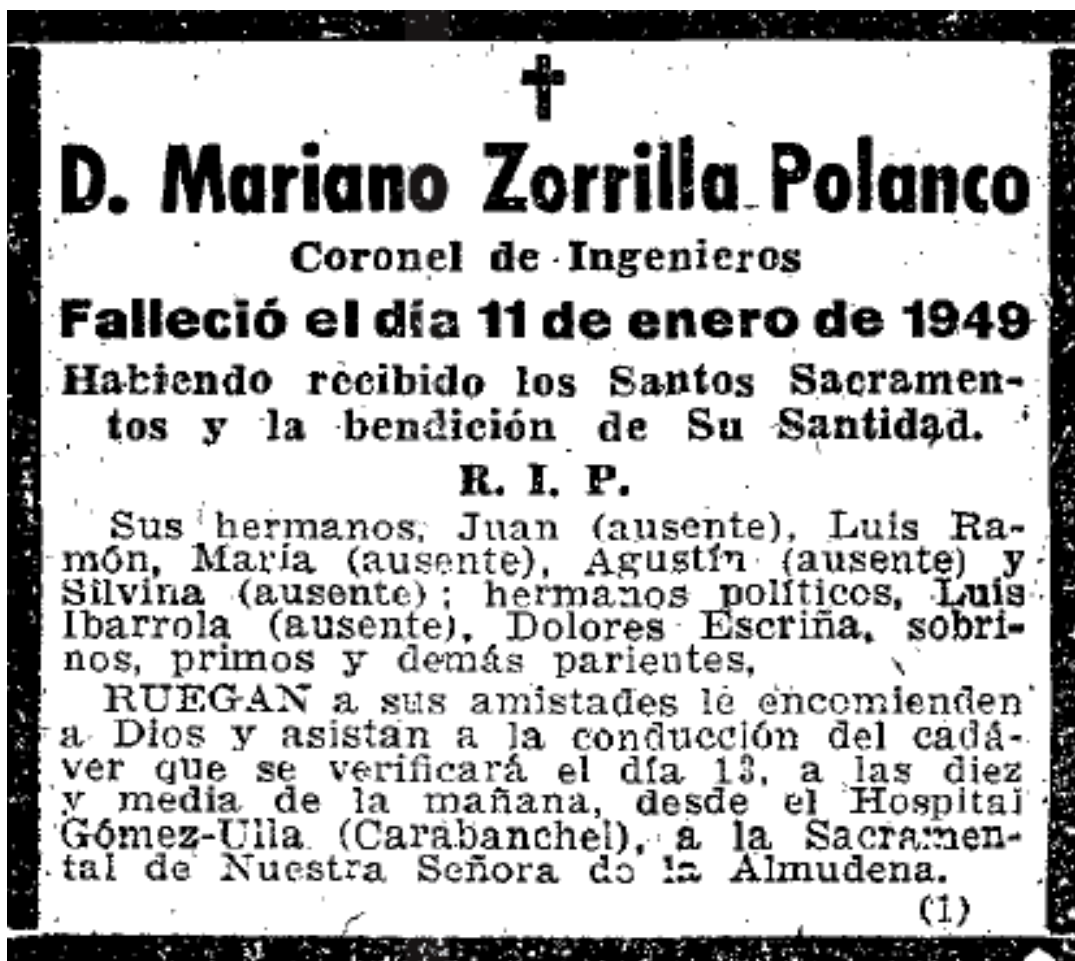 D. Mariano Zorrilla Polanco
Coronel de Ingenieros
Falleció el día 11 de enero de 1949
Habiendo recibido los Santos Sacramen-
tos y la bendición de Su Santidad.
R. I. P.
Sus hermanos, Juan (ausente), Luis Ra-
món, María (ausente), Agustín (ausente) y
Silvina (ausente); hermanos políticos, Luis
Ibarrola (ausente), Dolores Escriña, sobri-
nos, primos y demás parientes,
RUEGAN a sus amistades le encomienden
a Dios y asistan a la conducción del cadá-
ver que se verificará el día 13, a las diez
y media de la mañana, desde el Hospital
Gómez-Ulla (Carabanchel), a la Sacramen-
tal de Nuestra Señora de la Almudena.
(1)